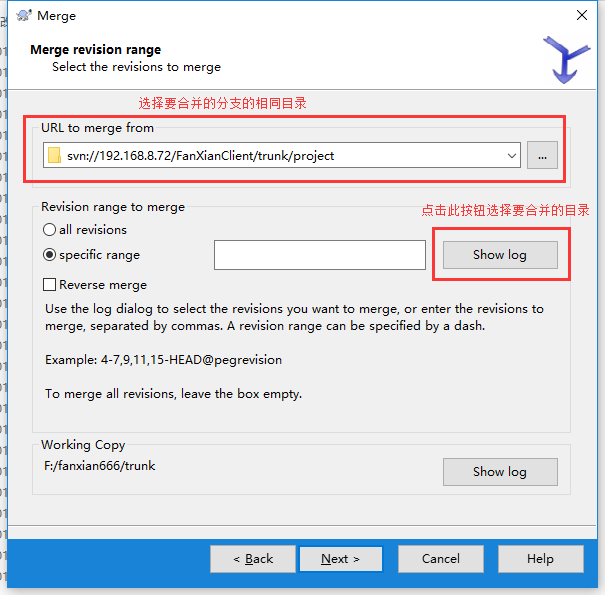 Merge
Merge revision range
Select the revisions to merge
选择要合并的分支的相同目录
URL to merge from
svn://192.168.8.72/FanXianClient/trunk/project
...
Revision range to merge
点击此按钮选择要合并的目录
all revisions
specific range
Show log
Reverse merge
Use the log dialog to select the revisions you want to merge, or enter the revisions to
merge, separated by commas. A revision range can be specified by a dash.
Example: 4-7,9,11,15-HEAD@pegrevision
To merge all revisions, leave the box empty.
Working Copy
F:/fanxian666/trunk
Show log
< Back
Next >
Cancel
Help